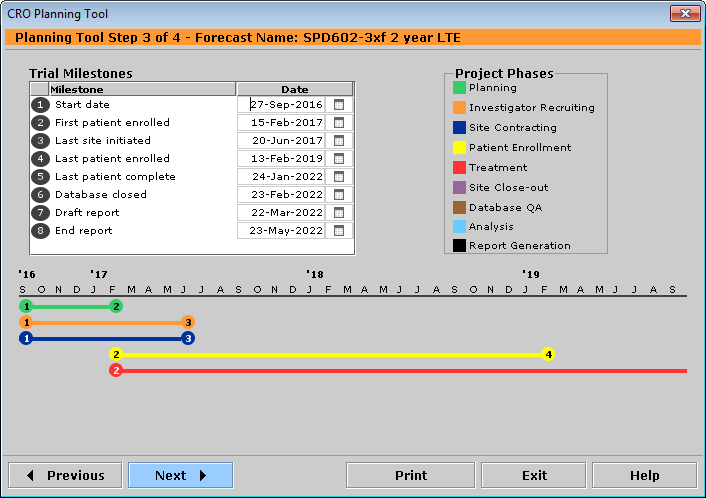 CRO Planning Tool
Planning Tool Step 3 of 4 - Forecast Name: SPD602-3xf 2 year LTE
Trial Milestones
Milestone Date
1 Start date 27-Sep-2016
2 First patient enrolled 15-Feb-2017
3 Last site initiated 20-Jun-2017
4 Last patient enrolled 13-Feb-2019
5 Last patient complete 24-Jan-2022
6 Database closed 23-Feb-2022
7 Draft report 22-Mar-2022
8 End report 23-May-2022
Project Phases
Planning
Investigator Recruiting
Site Contracting
Patient Enrollment
Treatment
Site Close-out
Database QA
Analysis
Report Generation
'16 '17 '18 '19
S O N D J F M A M J J A S O N D J F M A M J J A S O N D J F M A M J J A S
1 2
1 3
1 3
2 4
2
Previous Next Print Exit Help